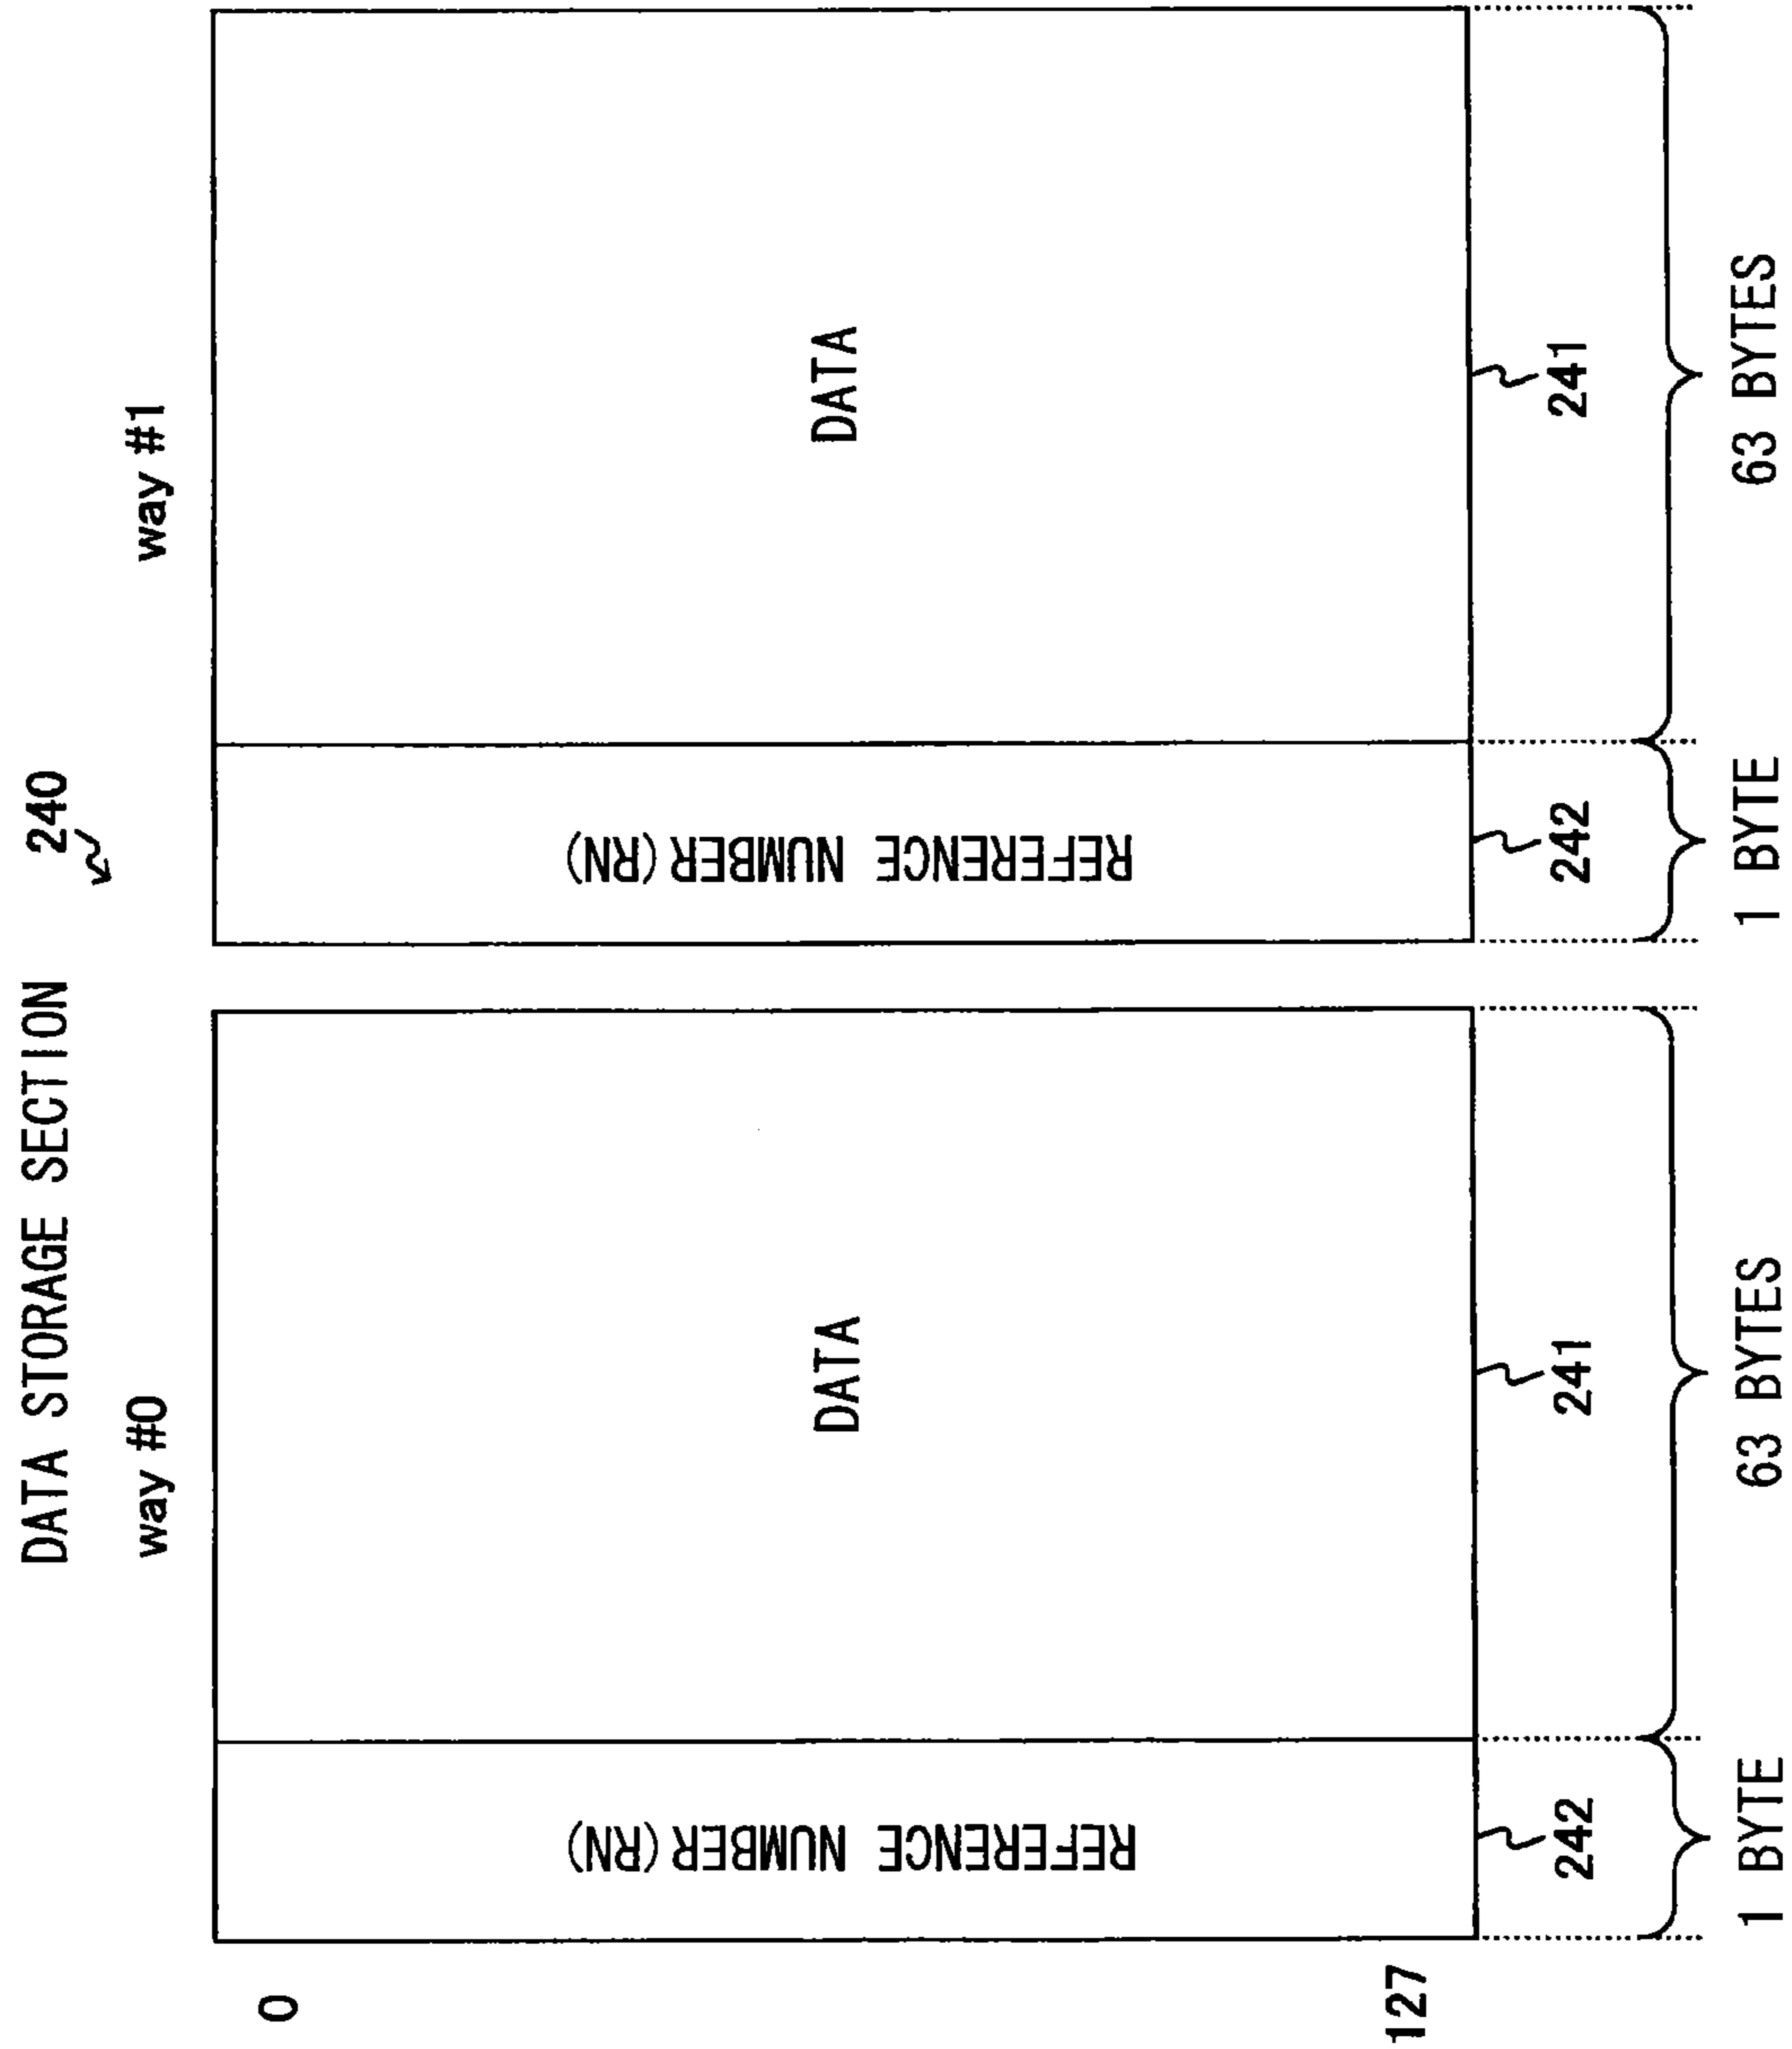 DATA STORAGE SECTION 240
way #0
way #1
0
127
REFERENCE NUMBER(RN)
DATA
REFERENCE NUMBER(RN)
DATA
242
241
242
241
1 BYTE
63 BYTES
1 BYTE
63 BYTES